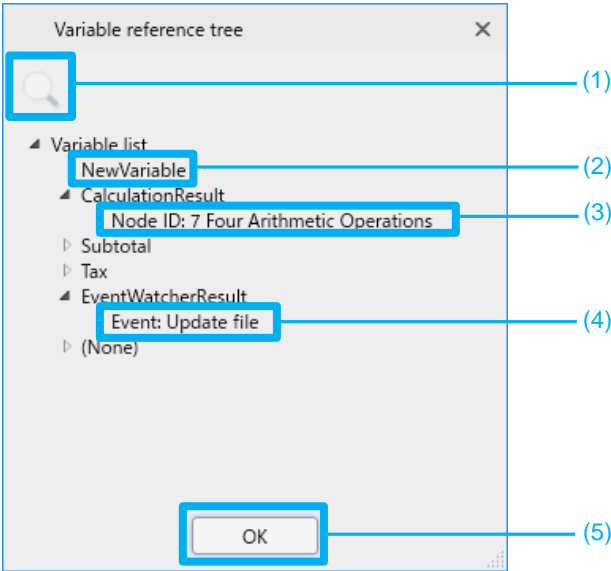 Variable reference tree
(1)
Variable list
NewVariable
(2)
CalculationResult
Node ID: 7 Four Arithmetic Operations
(3)
Subtotal
Tax
EventWatcherResult
Event: Update file
(4)
(None)
OK
(5)